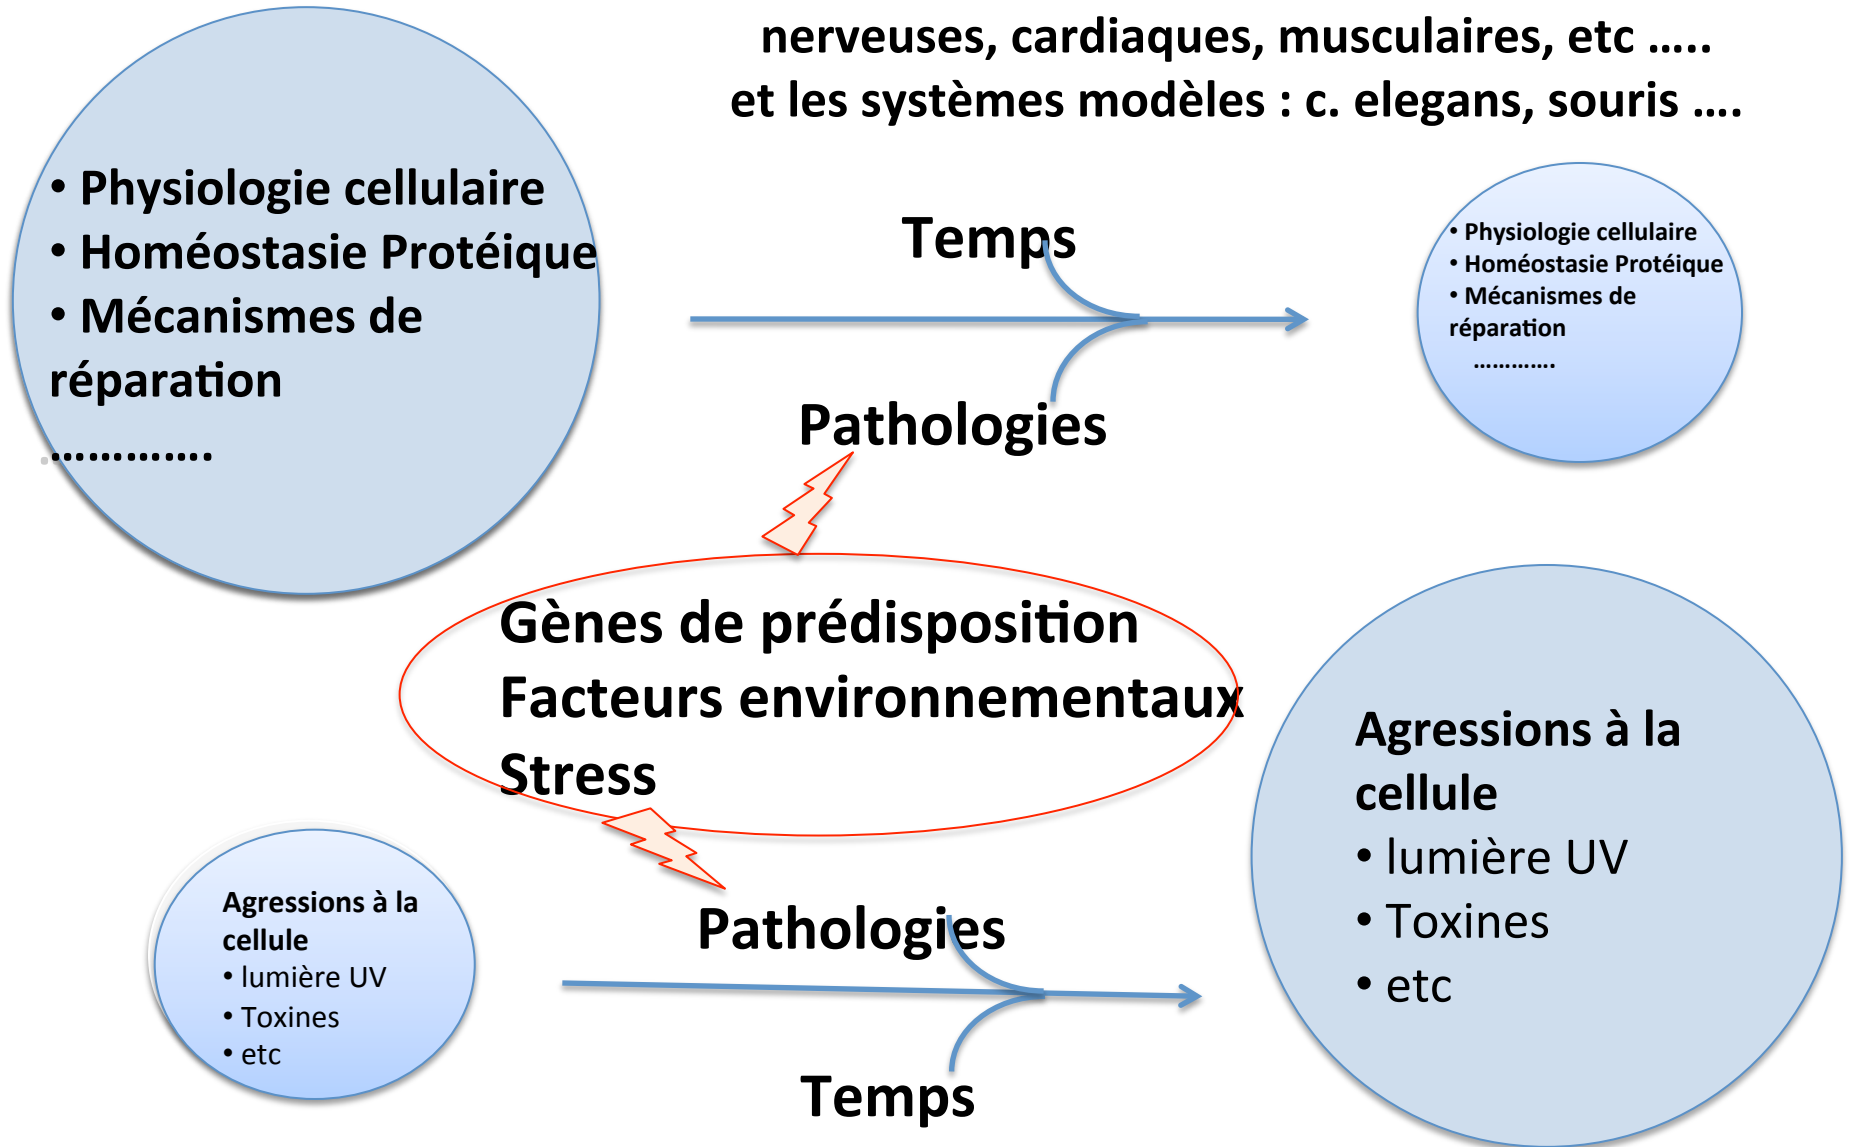 nerveuses, cardiaques, musculaires, etc …..
et les systèmes modèles : c. elegans, souris ….
• Physiologie cellulaire
• Homéostasie Protéique
• Mécanismes de
réparation
………….
Temps
Pathologies
• Physiologie cellulaire
• Homéostasie Protéique
• Mécanismes de
réparation
………….
Gènes de prédisposition
Facteurs environnementaux
Stress
Agressions à la
cellule
• lumière UV
• Toxines
• etc
Pathologies
Temps
Agressions à la
cellule
• lumière UV
• Toxines
• etc